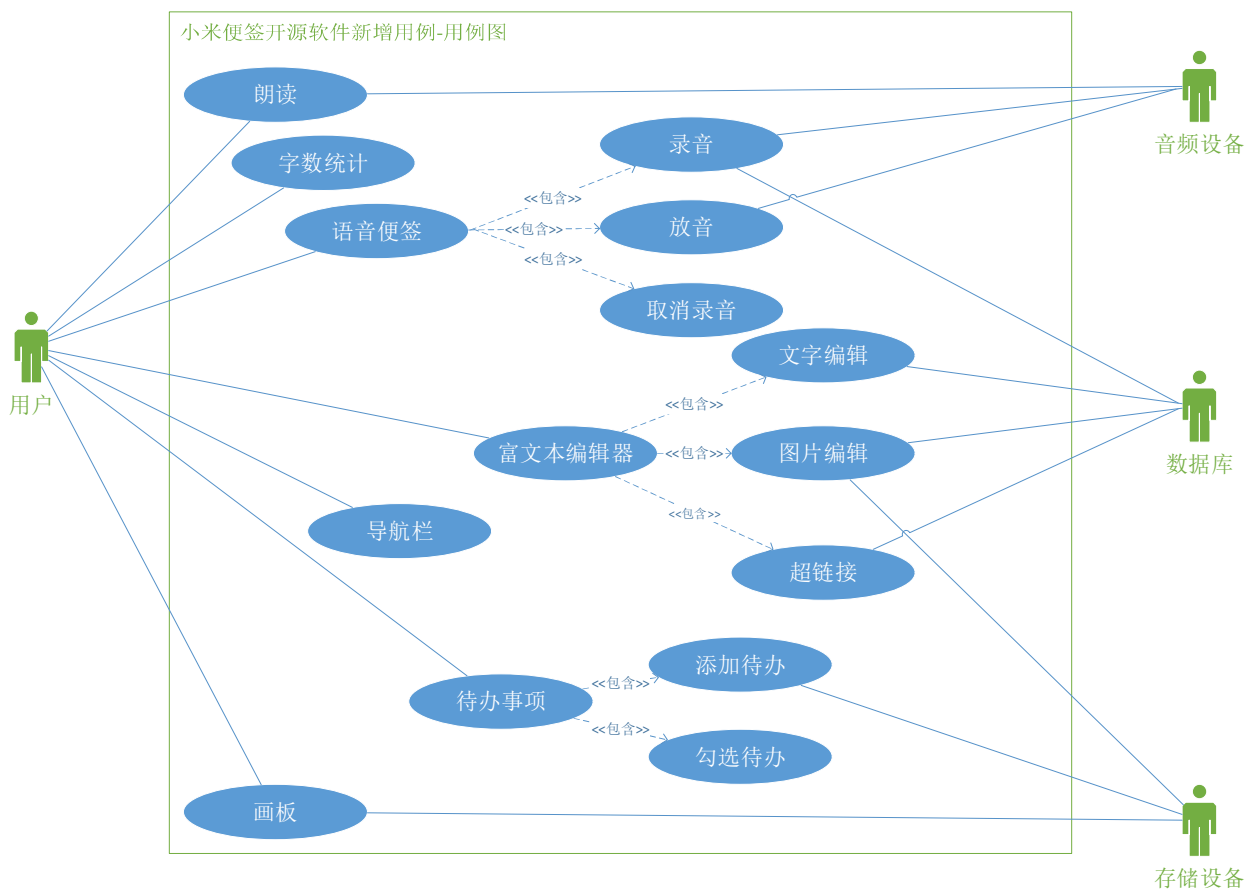 小米便签开源软件新增用例-用例图
朗读
音频设备
录音
字数统计
<<包含>>
语音便签
<<包含>>
放音
<<包含>>
取消录音
文字编辑
用户
<<包含>>
富文本编辑器
<<包含>>
图片编辑
数据库
<<包含>>
导航栏
超链接
添加待办
<<包含>>
待办事项
<<包含>>
勾选待办
画板
存储设备